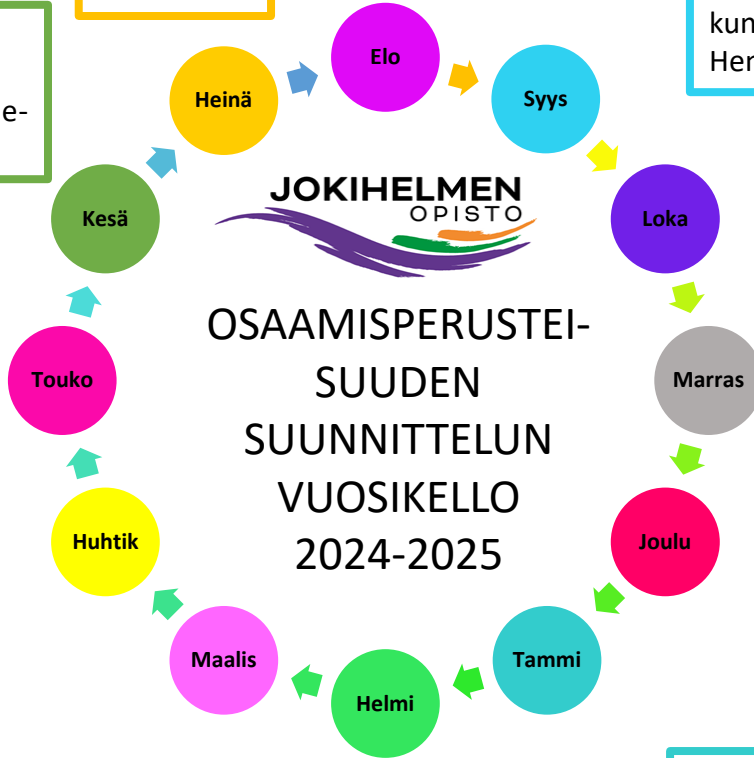 kun
Her
e-
Elo
Heinä
Syys
Kesä
Loka
JOKIHELMEN
OPISTO
OSAAMISPERUSTEI-
SUUDEN
SUUNNITTELUN
VUOSIKELLO
2024-2025
Touko
Marras
Huhtik
Joulu
Maalis
Tammi
Helmi